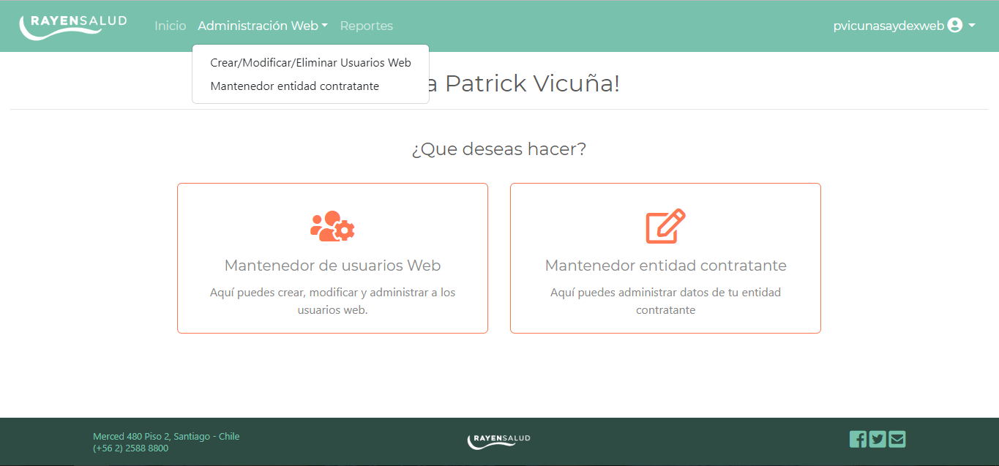 RAYENSALUD
Inicio Administración Web Reportes
pvicunasaydexweb
Crear/Modificar/Eliminar Usuarios Web
Mantenedor entidad contratante
a Patrick Vicuña!
¿Que deseas hacer?
Mantenedor de usuarios Web
Aquí puedes crear, modificar y administrar a los
usuarios web.
Mantenedor entidad contratante
Aquí puedes administrar datos de tu entidad
contratante
Merced 480 Piso 2, Santiago - Chile
(+56 2) 2588 8800
RAYENSALUD